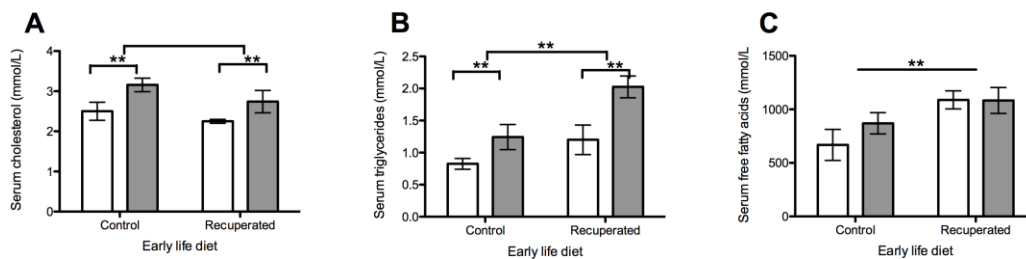 A
Serum cholesterol (mmol/L)
4
3
2
1
0
**
**
Control
Recuperated
Early life diet
B
Serum triglycerides (mmol/L)
2.5
2.0
1.5
1.0
0.5
0.0
**
**
**
Control
Recuperated
Early life diet
C
Serum free fatty acids (mmol/L
1500
1000
500
0
**
Control
Recuperated
Early life diet